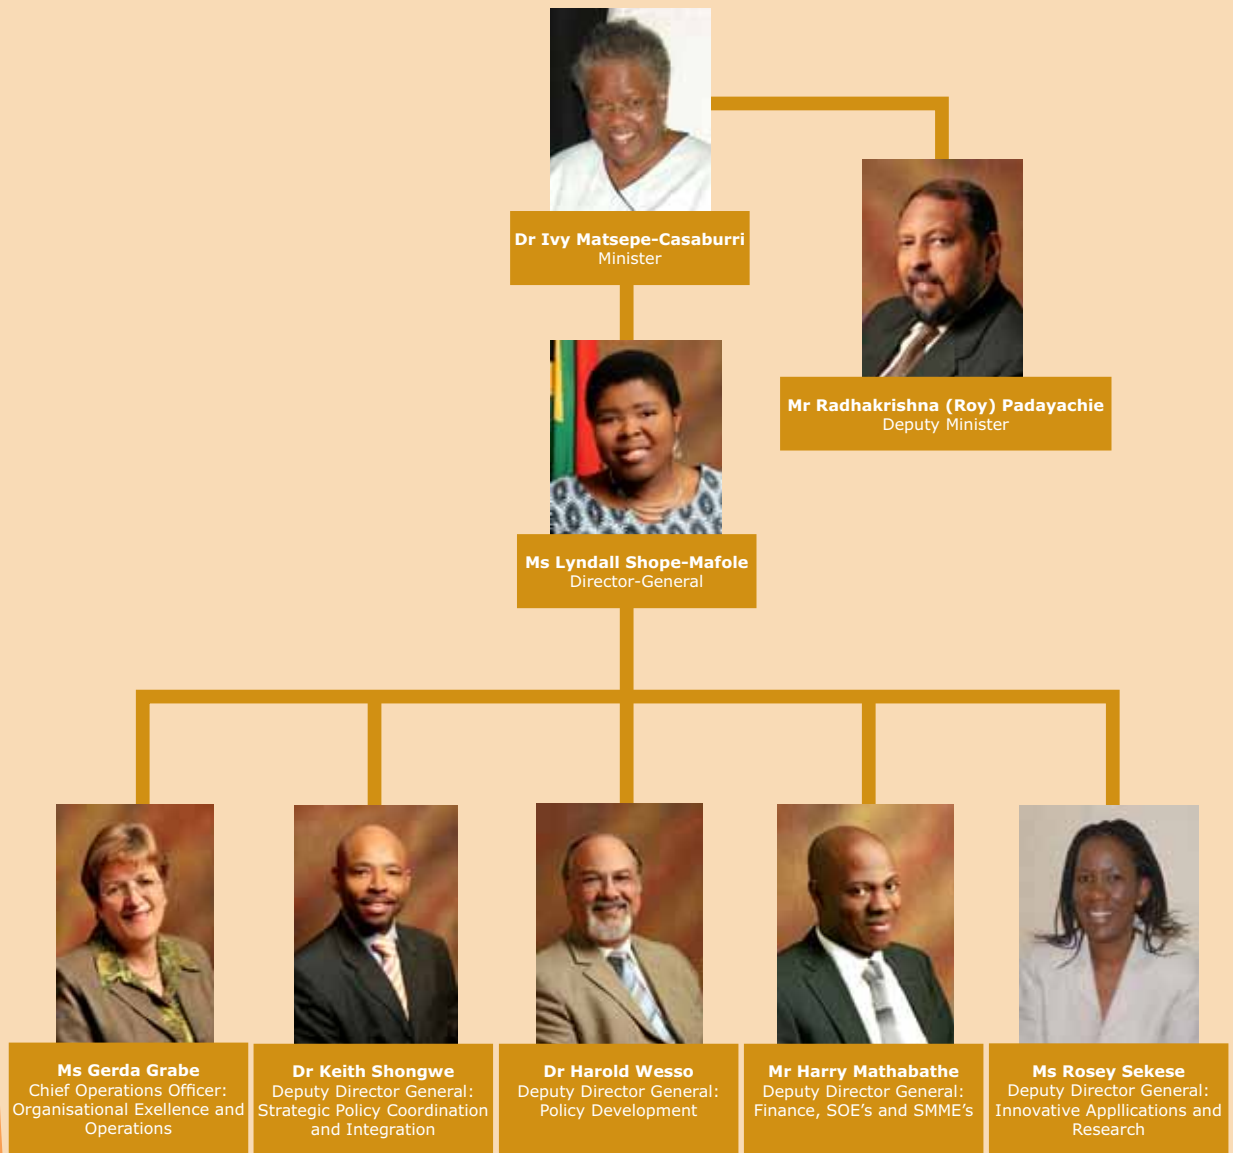 Dr Ivy Matsepe-Casaburri
Minister
Mr Radhakrishna (Roy) Padayachie
Deputy Minister
Ms Lyndall Shope-Mafole
Director-General
Ms Gerda Grabe
Chief Operations Officer:
Organisational Exellence and
Operations
Dr Keith Shongwe
Deputy Director General:
Strategic Policy Coordination
and Integration
Dr Harold Wesso
Deputy Director General:
Policy Development
Mr Harry Mathabathe
Deputy Director General:
Finance, SOE's and SMME's
Ms Rosey Sekese
Deputy Director General:
Innovative Appllications and
Research